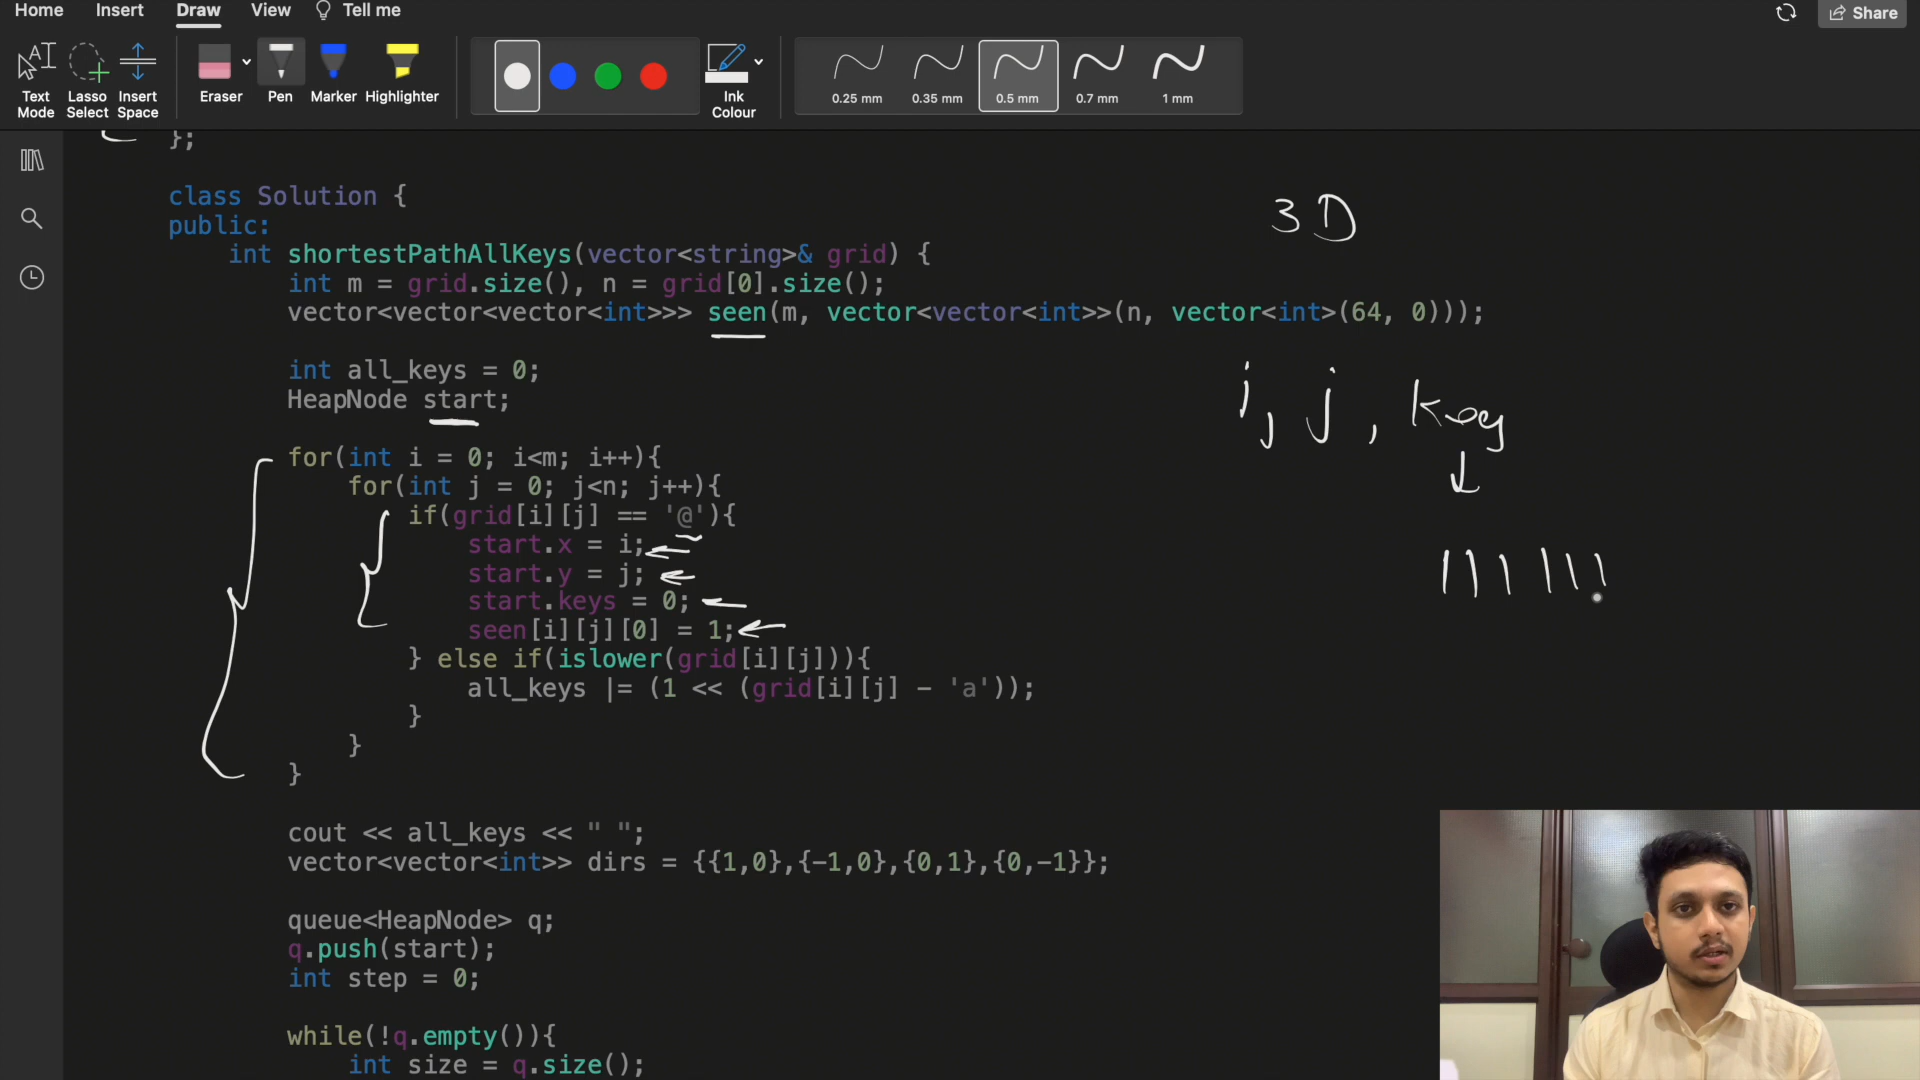 Home Insert Draw View Tell me Share
Text Mode Lasso Select Insert Space Eraser Pen Marker Highlighter Ink Colour 0.25 mm 0.35 mm 0.5 mm 0.7 mm 1 mm
};
class Solution {
3D
public:
int shortestPathAllKeys(vector<string>& grid) {
int m = grid.size(), n = grid[0].size();
vector<vector<vector<int>>> seen(m, vector<vector<int>>(n, vector<int>(64, 0)));
int all_keys = 0;
HeapNode start;
i, j, key
for(int i = 0; i<m; i++){
for(int j = 0; j<n; j++){
if(grid[i][j] == '@'){
start.x = i;
start.y = j;
111111
start.keys = 0;
seen[i][j][0] = 1;
} else if(islower(grid[i][j])){
all_keys |= (1 << (grid[i][j] - 'a'));
}
}
}
cout << all_keys << " ";
vector<vector<int>> dirs = {{1,0},{-1,0},{0,1},{0,-1}};
queue<HeapNode> q;
q.push(start);
int step = 0;
while(!q.empty()){
int size = q.size();